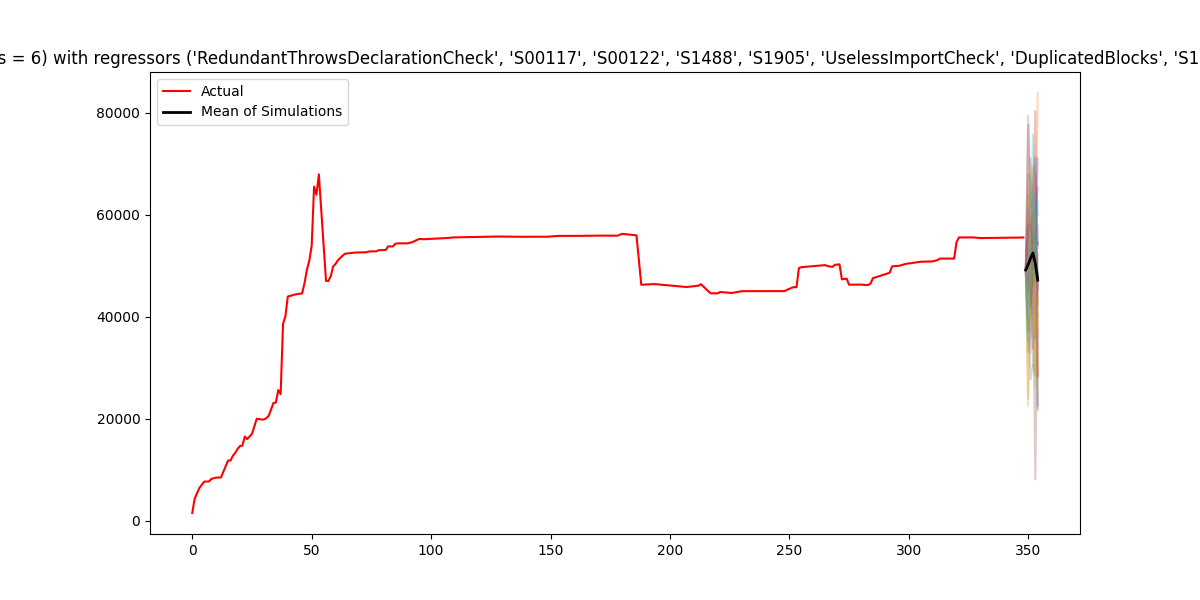 s = 6) with regressors ('RedundantThrowsDeclarationCheck', 'S00117', 'S00122', 'S1488', 'S1905', 'UselessImportCheck', 'DuplicatedBlocks', 'S1
Actual
Mean of Simulations
80000
60000
40000
20000
0
0 50 100 150 200 250 300 350